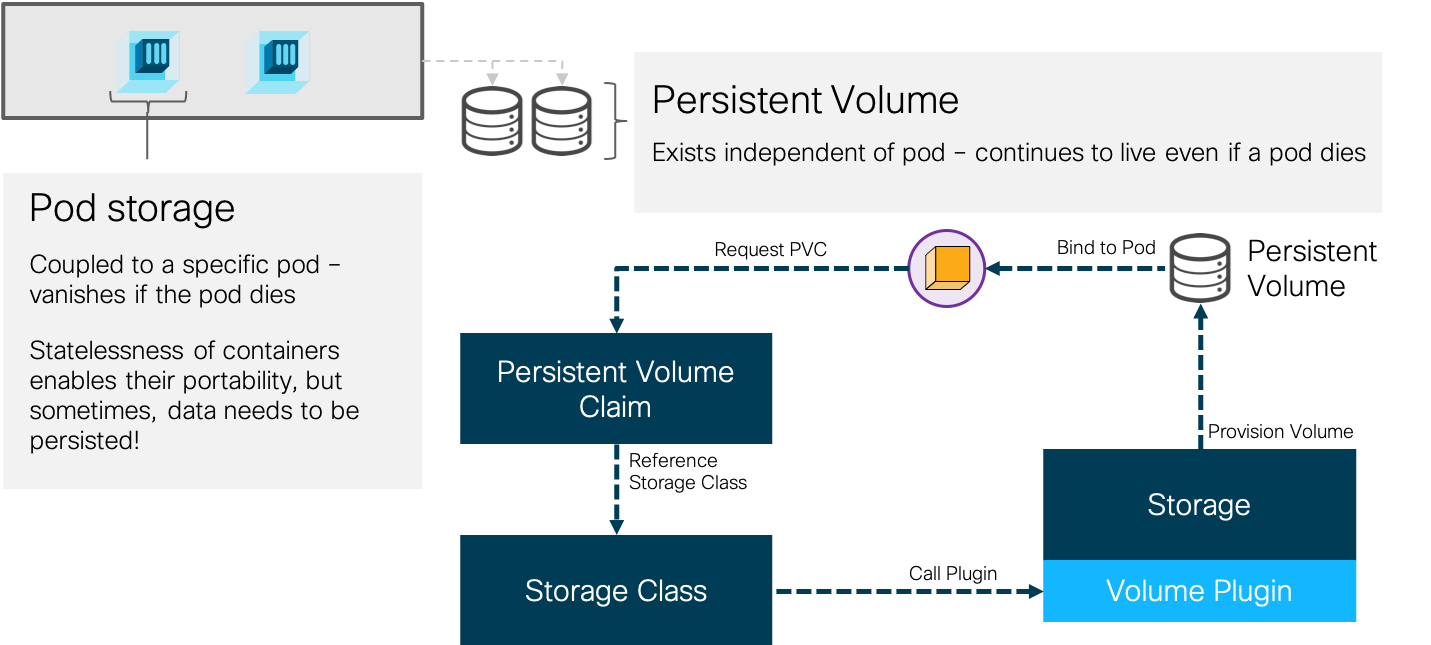 Persistent Volume
Exists independent of pod – continues to live even if a pod dies
Pod storage
Coupled to a specific pod –
vanishes if the pod dies
Statelessness of containers
enables their portability, but
sometimes, data needs to be
persisted!
Request PVC
Bind to Pod
Persistent
Volume
Persistent Volume
Claim
Reference
Storage Class
Provision Volume
Storage
Storage Class
Call Plugin
Volume Plugin